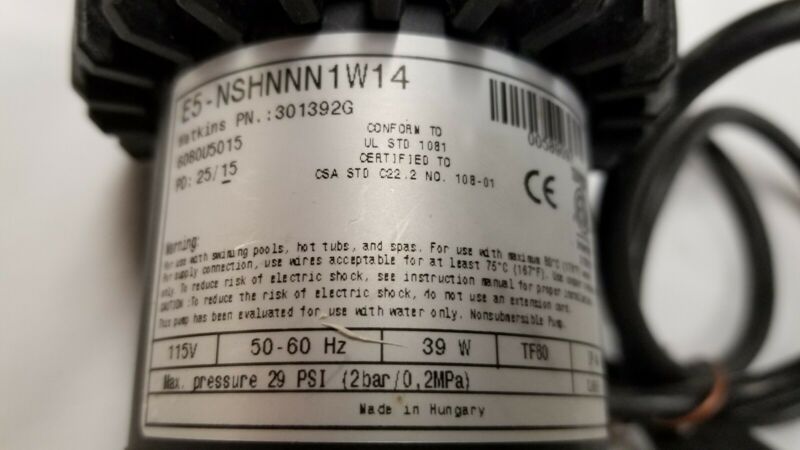 E5-NSHNNN1W14
Watkins PN.:301392G
6080U5015
PD: 25/15
CONFORM TO
UL STD 1081
CERTIFIED TO
CSA STD C22.2 NO. 108-01
CE
Warning:
For use with swiming pools, hot tubs, and spas. For use with maximum
For supply connection, use wires acceptable for at least 75°C (167°F). Use
only. To reduce risk of electric shock, see instruction manual for proper
CAUTION :To reduce the risk of electric shock, do not use an extension cord.
This pump has been evaluated for use with water only. Nonsubmersible Pump.
115V 50-60 Hz 39 W TF80
Max. pressure 29 PSI (2bar/0,2MPa)
Made in Hungary